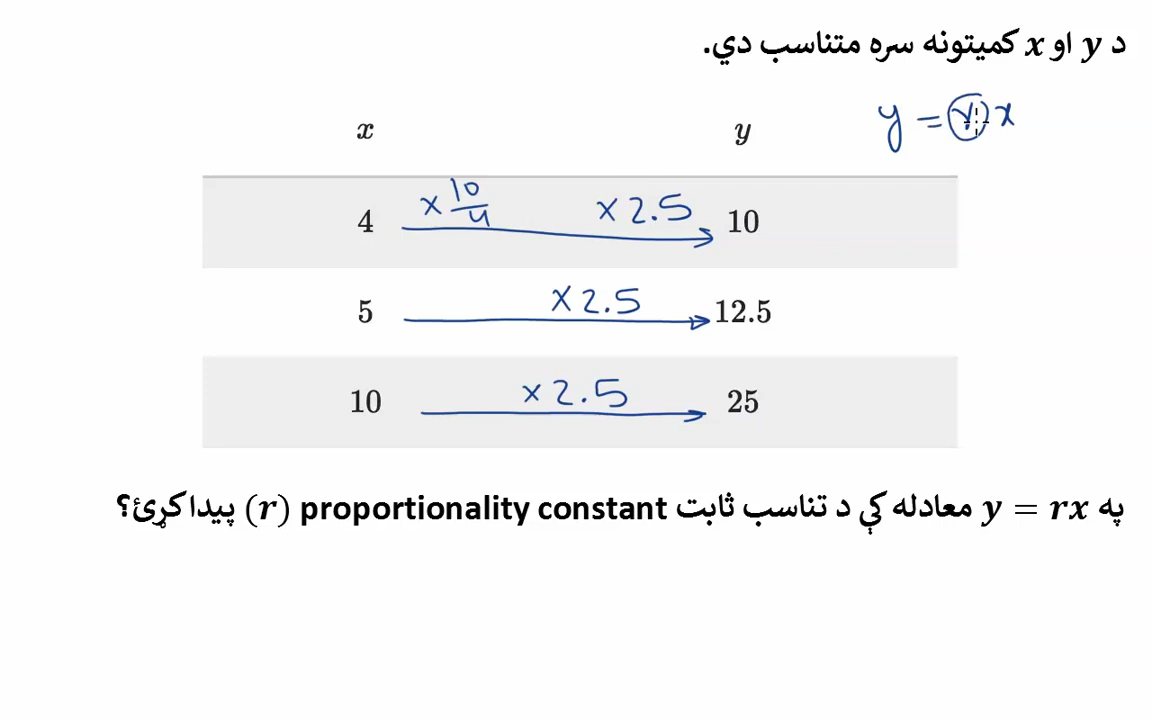 د y او x کمیتونه سره متناسب دي.
x y
y = r x
4 × 10/4 × 2.5 10
5 × 2.5 12.5
10 × 2.5 25
په y = rx معادله کې د تناسب ثابت proportionality constant (r) پیدا کړئ؟